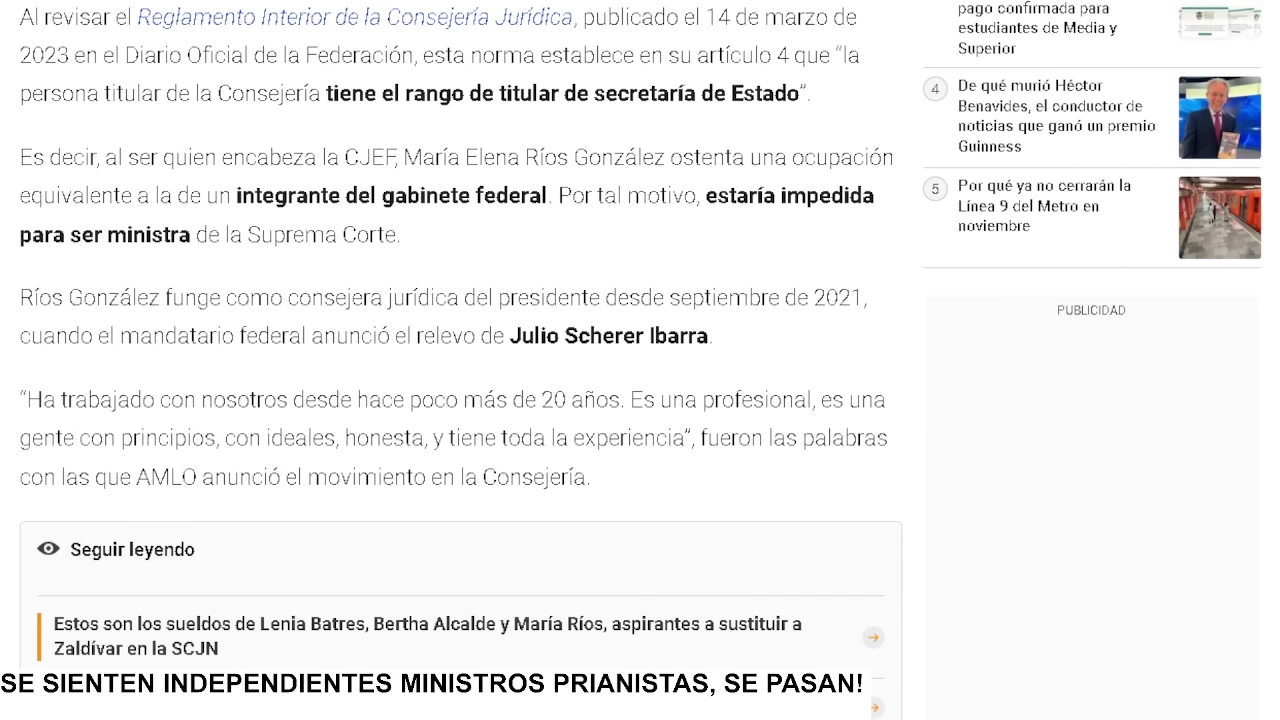 Al revisar el Reglamento Interior de la Consejería Jurídica, publicado el 14 de marzo de
2023 en el Diario Oficial de la Federación, esta norma establece en su artículo 4 que “la
persona titular de la Consejería tiene el rango de titular de secretaría de Estado”.
Es decir, al ser quien encabeza la CJEF, María Elena Ríos González ostenta una ocupación
equivalente a la de un integrante del gabinete federal. Por tal motivo, estaría impedida
para ser ministra de la Suprema Corte.
Ríos González funge como consejera jurídica del presidente desde septiembre de 2021,
cuando el mandatario federal anunció el relevo de Julio Scherer Ibarra.
“Ha trabajado con nosotros desde hace poco más de 20 años. Es una profesional, es una
gente con principios, con ideales, honesta, y tiene toda la experiencia”, fueron las palabras
con las que AMLO anunció el movimiento en la Consejería.
Seguir leyendo
Estos son los sueldos de Lenia Batres, Bertha Alcalde y María Ríos, aspirantes a sustituir a
Zaldívar en la SCJN
SE SIENTEN INDEPENDIENTES MINISTROS PRIANISTAS, SE PASAN!
pago confirmada para
estudiantes de Media y
Superior
4
De qué murió Héctor
Benavides, el conductor de
noticias que ganó un premio
Guinness
5
Por qué ya no cerrarán la
Línea 9 del Metro en
noviembre
PUBLICIDAD